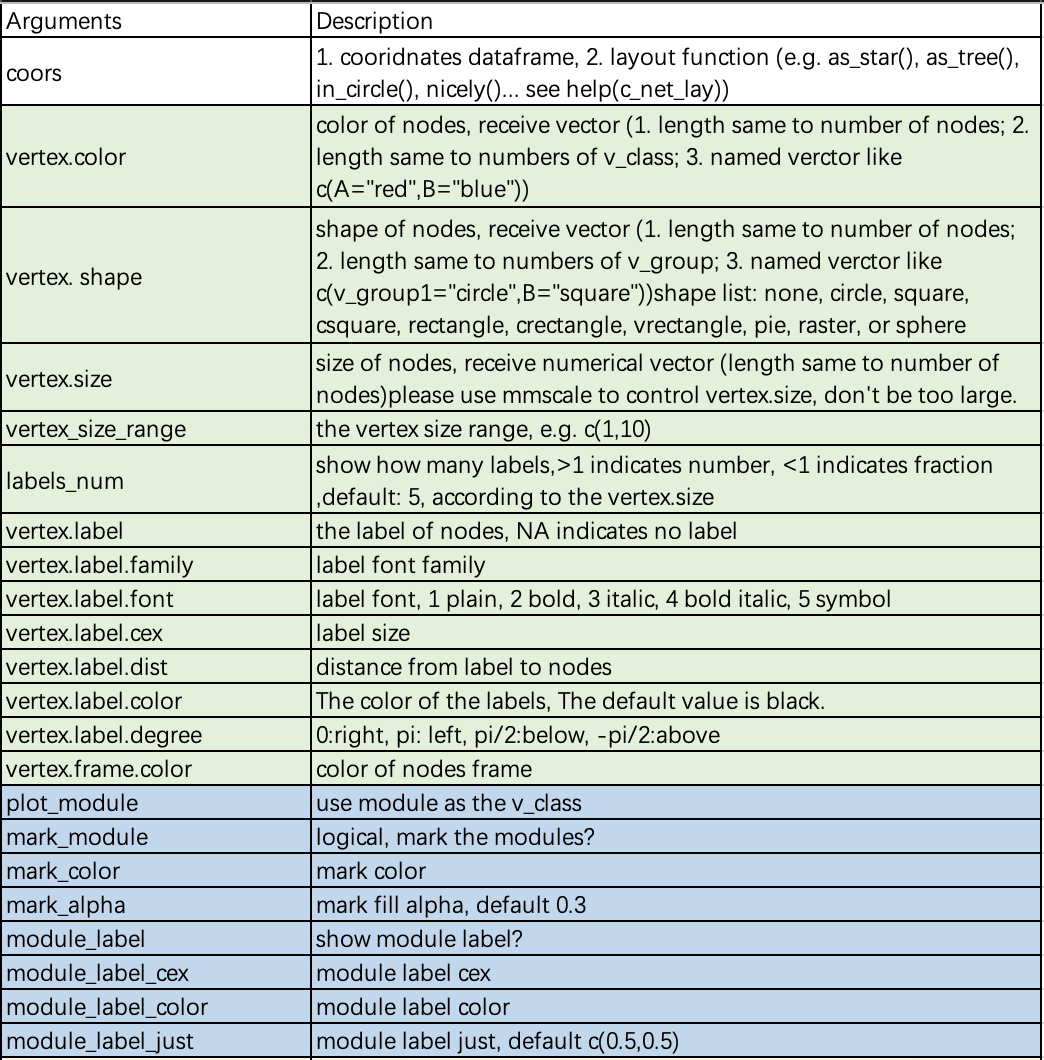 Arguments Description
coors
1. cooridnates dataframe, 2. layout function (e.g. as_star(), as_tree(),
in_circle(), nicely()... see help(c_net_lay))
vertex.color
color of nodes, receive vector (1. length same to number of nodes; 2.
length same to numbers of v_class; 3. named verctor like
c(A="red",B="blue"))
vertex. shape
shape of nodes, receive vector (1. length same to number of nodes;
2. length same to numbers of v_group; 3. named verctor like
c(v_group1="circle",B="square"))shape list: none, circle, square,
csquare, rectangle, crectangle, vrectangle, pie, raster, or sphere
vertex.size
size of nodes, receive numerical vector (length same to number of
nodes)please use mmscale to control vertex.size, don't be too large.
vertex_size_range the vertex size range, e.g. c(1,10)
labels_num
show how many labels,>1 indicates number, <1 indicates fraction
,default: 5, according to the vertex.size
vertex.label the label of nodes, NA indicates no label
vertex.label.family label font family
vertex.label.font label font, 1 plain, 2 bold, 3 italic, 4 bold italic, 5 symbol
vertex.label.cex label size
vertex.label.dist distance from label to nodes
vertex.label.color The color of the labels, The default value is black.
vertex.label.degree 0:right, pi: left, pi/2:below, -pi/2:above
vertex.frame.color color of nodes frame
plot_module use module as the v_class
mark_module logical, mark the modules?
mark_color mark color
mark_alpha mark fill alpha, default 0.3
module_label show module label?
module_label_cex module label cex
module_label_color module label color
module_label_just module label just, default c(0.5,0.5)